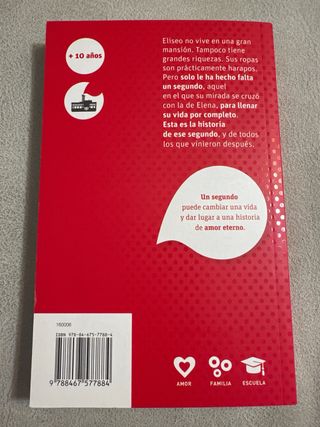 + 10 años
Eliseo no vive en una gran
mansión. Tampoco tiene
grandes riquezas. Sus ropas
son prácticamente harapos.
Pero solo le ha hecho falta
un segundo, aquel
en el que su mirada se cruzó
con la de Elena, para llenar
su vida por completo.
Esta es la historia
de ese segundo, y de todos
los que vinieron después.
Un segundo
puede cambiar una vida
y dar lugar a una historia
de amor eterno.
160006
ISBN 978-84-675-7788-4
9 788467 577884
AMOR
FAMILIA
ESCUELA